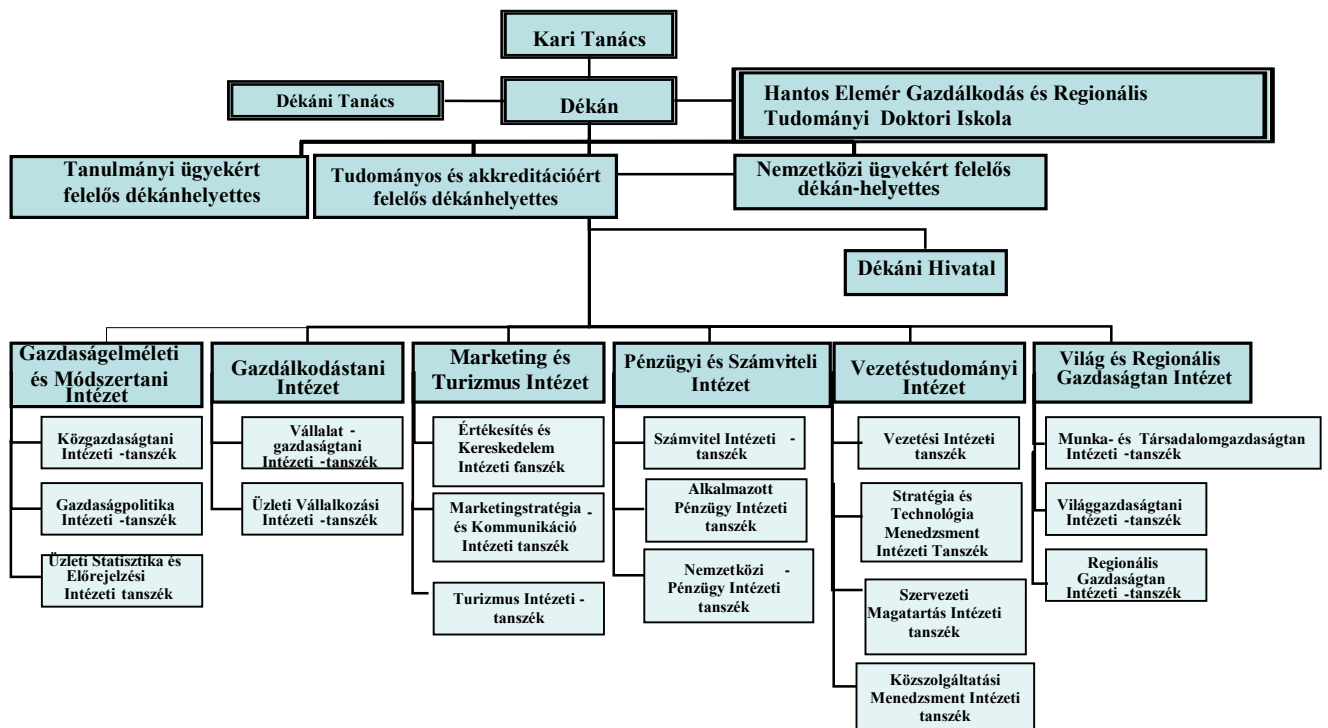 Kari Tanács
Dékáni Tanács
Dékán
Hantos Elemér Gazdálkodás és Regionális
Tudományi Doktori Iskola
Tanulmányi ügyekért
felelős dékánhelyettes
Tudományos és akkreditációért
felelős dékánhelyettes
Nemzetközi ügyekért felelős
dékán-helyettes
Dékáni Hivatal
Gazdaságelméleti
és Módszertani
Intézet
Közgazdaságtani
Intézeti -tanszék
Gazdaságpolitika
Intézeti -tanszék
Üzleti Statisztika és
Előrejelzési
Intézeti tanszék
Gazdálkodástani
Intézet
Vállalat -
gazdaságtani
Intézeti -tanszék
Üzleti Vállalkozási
Intézeti -tanszék
Marketing és
Turizmus Intézet
Értékesítés és
Kereskedelem
Intézeti fanszék
Marketingstratégia -
és Kommunikáció
Intézeti tanszék
Turizmus Intézeti -
tanszék
Pénzügyi és Számviteli
Intézet
Számvitel Intézeti -
tanszék
Alkalmazott
Pénzügy Intézeti
tanszék
Nemzetközi -
Pénzügy Intézeti
tanszék
Vezetéstudományi
Intézet
Vezetési Intézeti
tanszék
Stratégia és
Technológia
Menedzsment
Intézeti Tanszék
Szervezeti
Magatartás Intézeti
tanszék
Közszolgáltatási
Menedzsment Intézeti
tanszék
Világ és Regionális
Gazdaságtan Intézet
Munka- és Társadalomgazdaságtan
Intézeti -tanszék
Világgazdaságtani
Intézeti -tanszék
Regionális
Gazdaságtan
Intézeti -tanszék